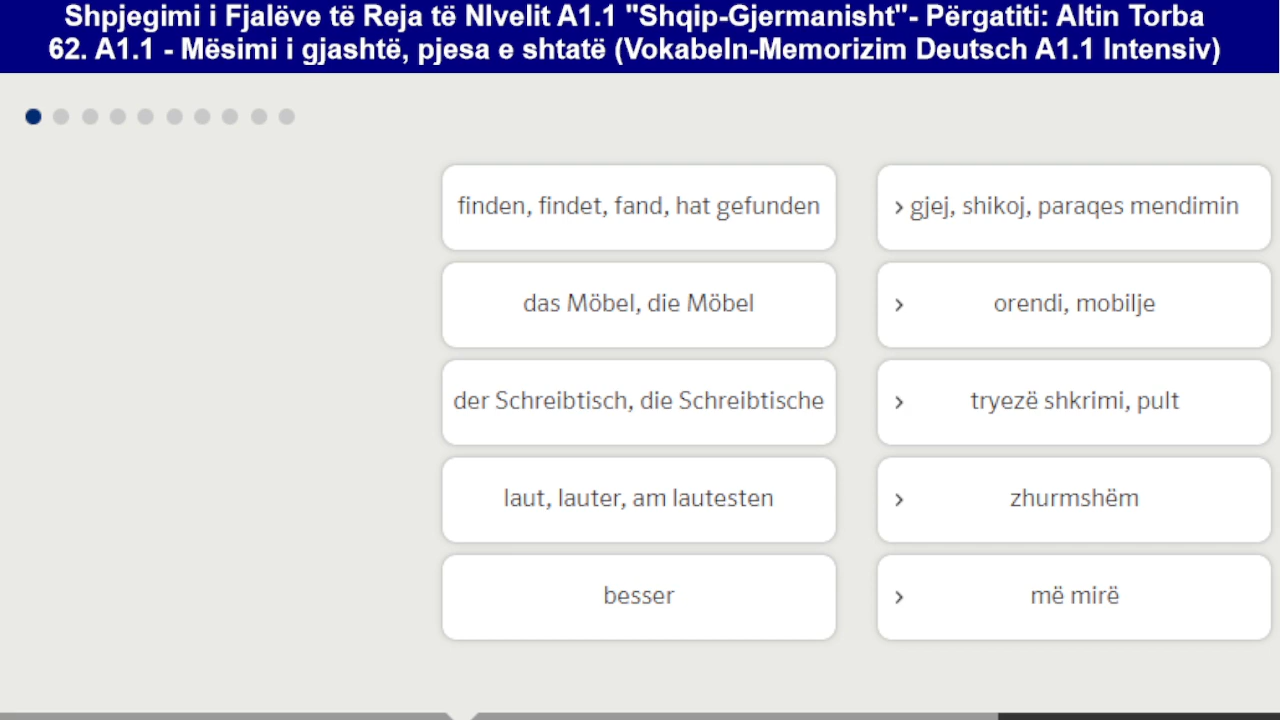 Shpjegimi i Fjalëve të Reja të NIvelit A1.1 "Shqip-Gjermanisht"- Përgatiti: Altin Torba
62. A1.1 - Mësimi i gjashtë, pjesa e shtatë (Vokabeln-Memorizim Deutsch A1.1 Intensiv)
finden, findet, fand, hat gefunden
› gjej, shikoj, paraqes mendimin
das Möbel, die Möbel
› orendi, mobilje
der Schreibtisch, die Schreibtische
› tryezë shkrimi, pult
laut, lauter, am lautesten
› zhurmshëm
besser
› më mirë